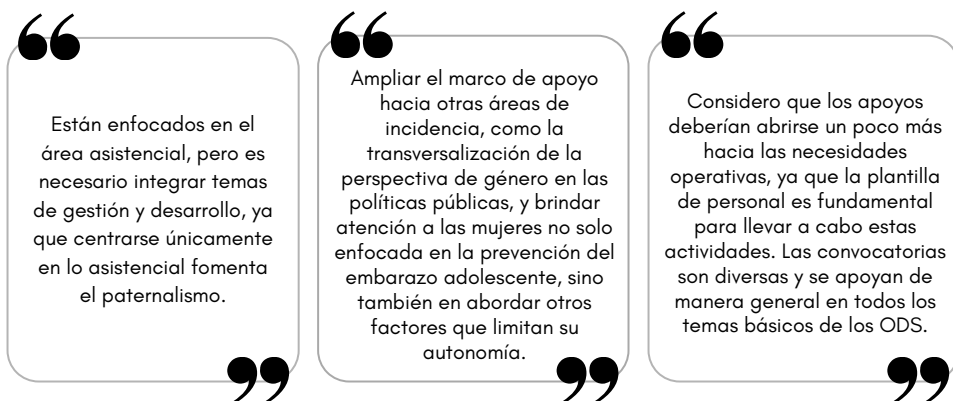 Están enfocados en el
área asistencial, pero es
necesario integrar temas
de gestión y desarrollo, ya
que centrarse únicamente
en lo asistencial fomenta
el paternalismo.
Ampliar el marco de apoyo
hacia otras áreas de
incidencia, como la
transversalización de la
perspectiva de género en las
políticas públicas, y brindar
atención a las mujeres no solo
enfocada en la prevención del
embarazo adolescente, sino
también en abordar otros
factores que limitan su
autonomía.
Considero que los apoyos
deberían abrirse un poco más
hacia las necesidades
operativas, ya que la plantilla
de personal es fundamental
para llevar a cabo estas
actividades. Las convocatorias
son diversas y se apoyan de
manera general en todos los
temas básicos de los ODS.